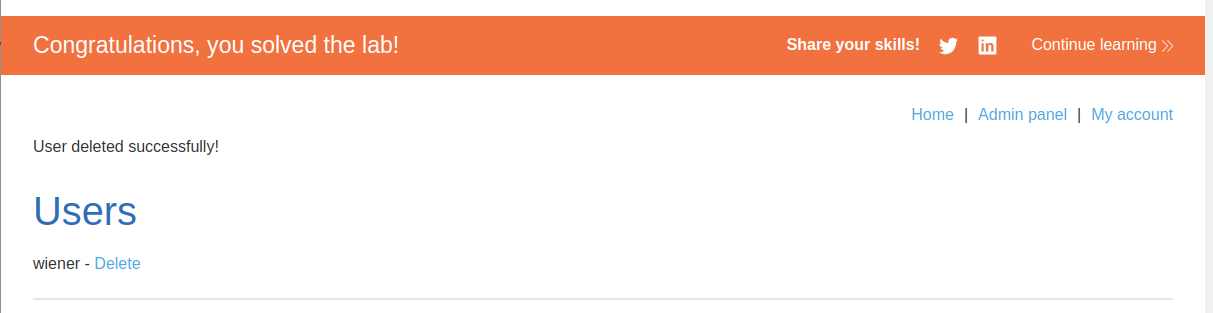 Congratulations, you solved the lab!
Share your skills!
Continue learning
Home | Admin panel | My account
User deleted successfully!
Users
wiener - Delete